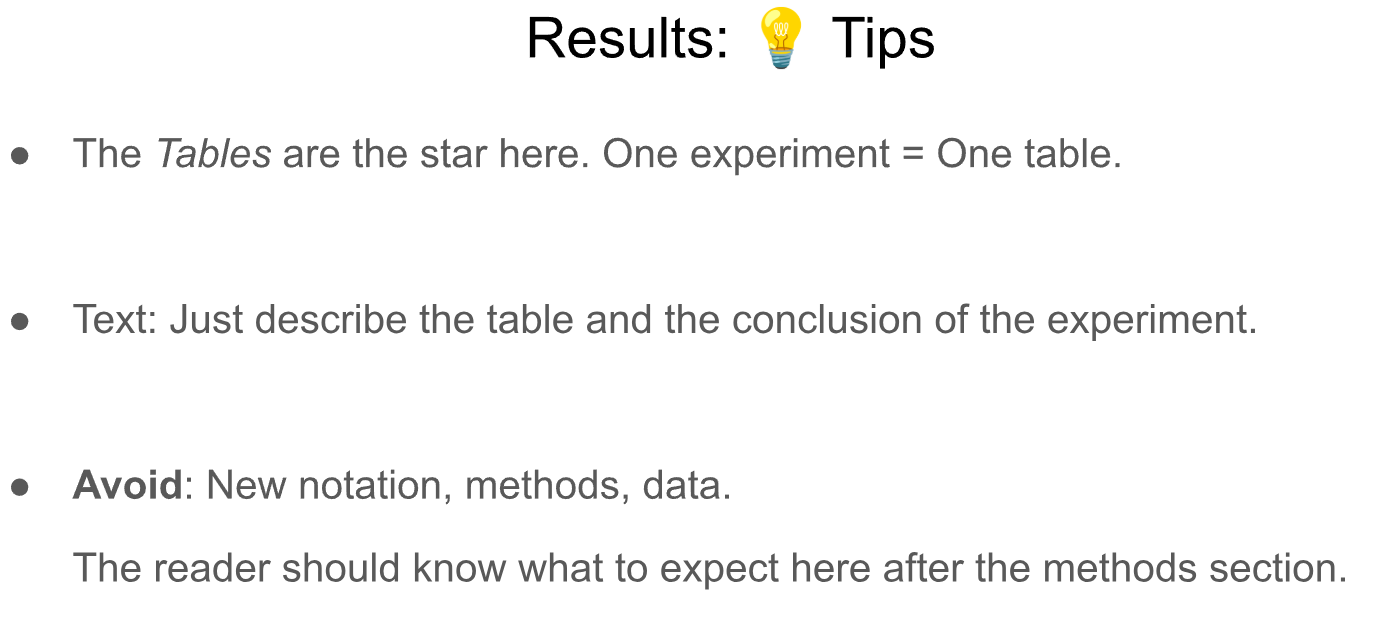 Results: 💡 Tips
● The Tables are the star here. One experiment = One table.
● Text: Just describe the table and the conclusion of the experiment.
● Avoid: New notation, methods, data.
The reader should know what to expect here after the methods section.